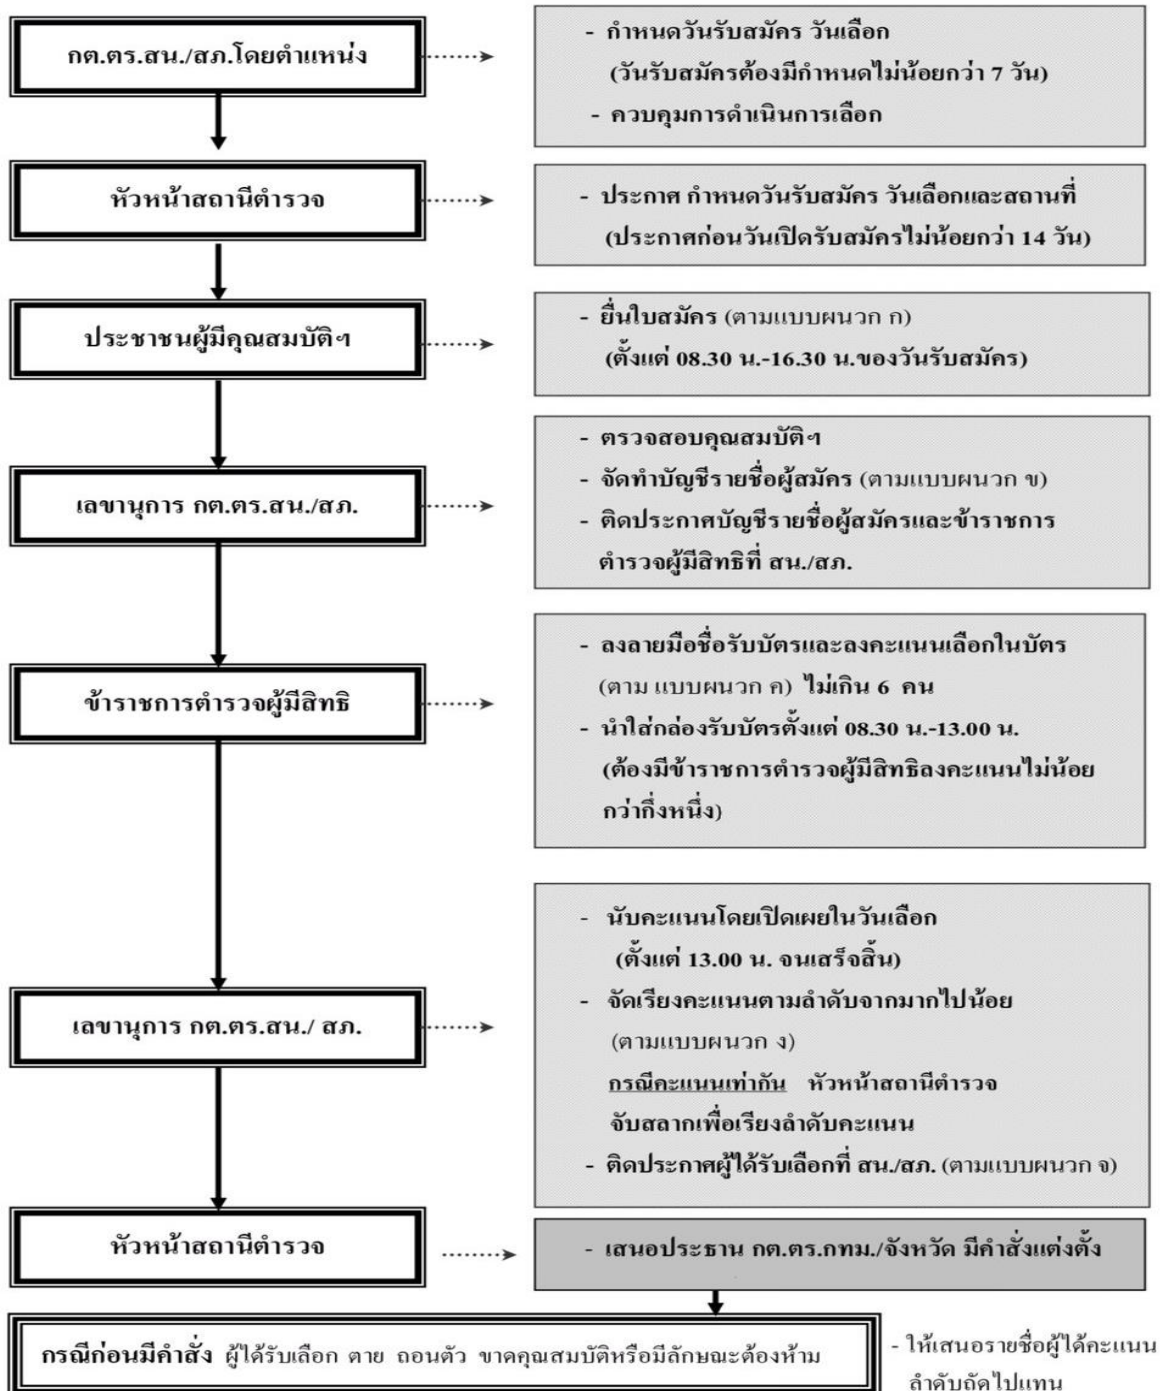 กต.ตร.สน./สภ.โดยตำแหน่ง
- กำหนดวันรับสมัคร วันเลือก
(วันรับสมัครต้องมีกำหนดไม่น้อยกว่า 7 วัน)
- ควบคุมการดำเนินการเลือก
หัวหน้าสถานีตำรวจ
- ประกาศ กำหนดวันรับสมัคร วันเลือกและสถานที่
(ประกาศก่อนวันเปิดรับสมัครไม่น้อยกว่า 14 วัน)
ประชาชนผู้มีคุณสมบัติฯ
- ยื่นใบสมัคร (ตามแบบผนวก ก)
(ตั้งแต่ 08.30 น.-16.30 น.ของวันรับสมัคร)
เลขานุการ กต.ตร.สน./สภ.
- ตรวจสอบคุณสมบัติฯ
- จัดทำบัญชีรายชื่อผู้สมัคร (ตามแบบผนวก ข)
- ติดประกาศบัญชีรายชื่อผู้สมัครและข้าราชการ
ตำรวจผู้มีสิทธิที่ สน./สภ.
ข้าราชการตำรวจผู้มีสิทธิ
- ลงลายมือชื่อรับบัตรและลงคะแนนเลือกในบัตร
(ตาม แบบผนวก ค) ไม่เกิน 6 คน
- นำใส่กล่องรับบัตรตั้งแต่ 08.30 น.-13.00 น.
(ต้องมีข้าราชการตำรวจผู้มีสิทธิลงคะแนนไม่น้อย
กว่ากึ่งหนึ่ง)
เลขานุการ กต.ตร.สน./ สภ.
- นับคะแนนโดยเปิดเผยในวันเลือก
(ตั้งแต่ 13.00 น. จนเสร็จสิ้น)
- จัดเรียงคะแนนตามลำดับจากมากไปน้อย
(ตามแบบผนวก ง)
กรณีคะแนนเท่ากัน หัวหน้าสถานีตำรวจ
จับสลากเพื่อเรียงลำดับคะแนน
- ติดประกาศผู้ได้รับเลือกที่ สน./สภ. (ตามแบบผนวก จ)
หัวหน้าสถานีตำรวจ
- เสนอประธาน กต.ตร.กทม./จังหวัด มีคำสั่งแต่งตั้ง
กรณีก่อนมีคำสั่ง ผู้ได้รับเลือก ตาย ถอนตัว ขาดคุณสมบัติหรือมีลักษณะต้องห้าม
- ให้เสนอรายชื่อผู้ได้คะแนน
ลำดับถัดไปแทน